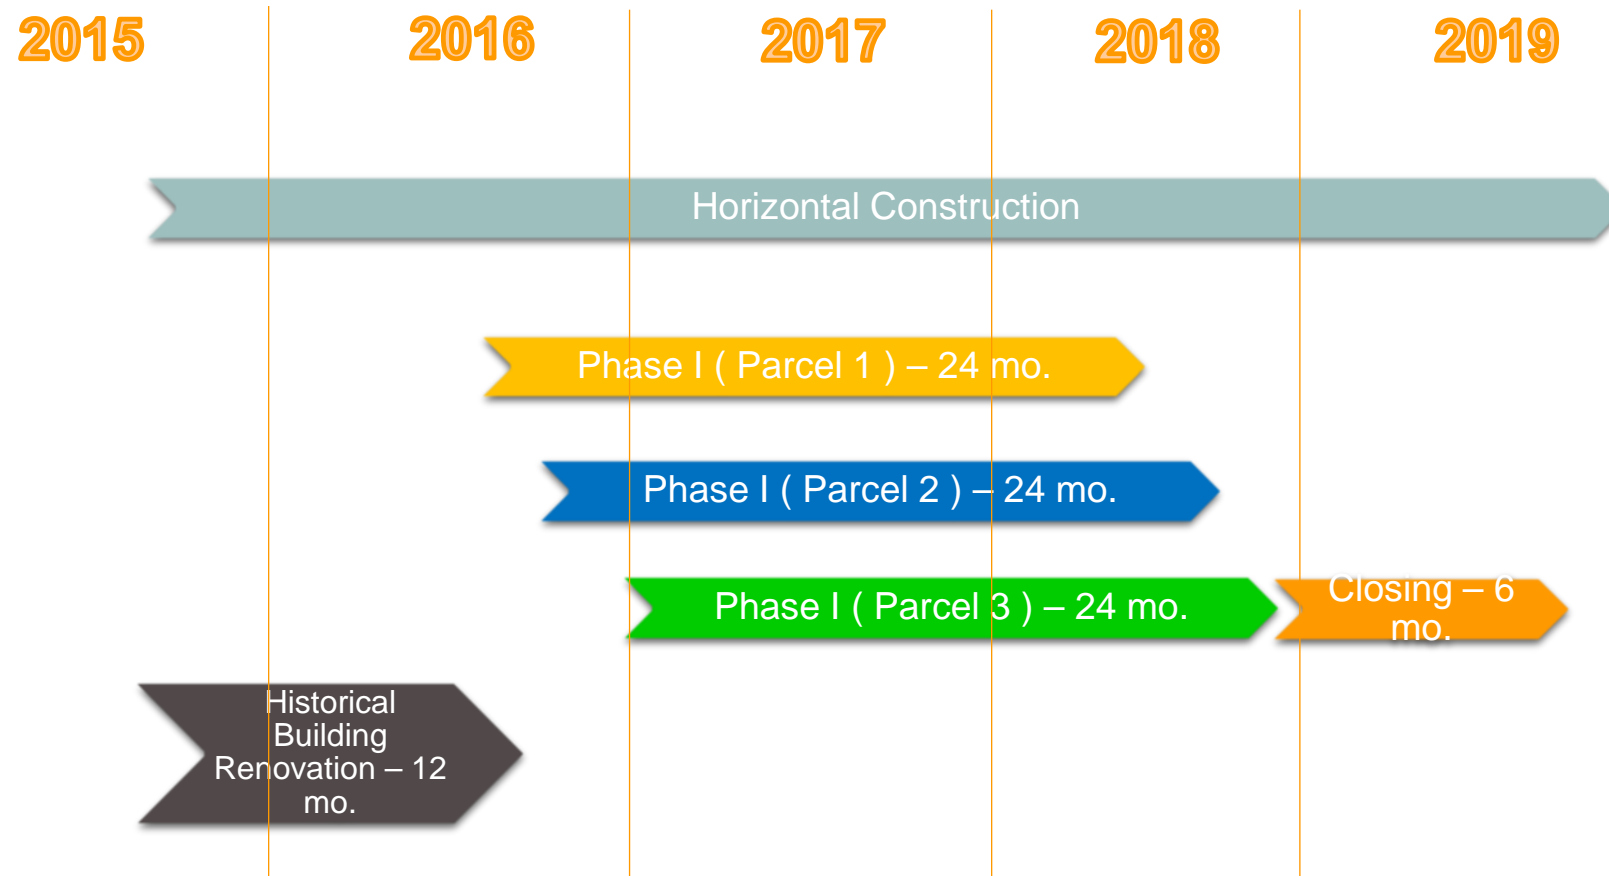 2015 2016 2017 2018 2019
Horizontal Construction
Phase I ( Parcel 1 ) – 24 mo.
Phase I ( Parcel 2 ) – 24 mo.
Phase I ( Parcel 3 ) – 24 mo.
Closing – 6
mo.
Historical
Building
Renovation – 12
mo.